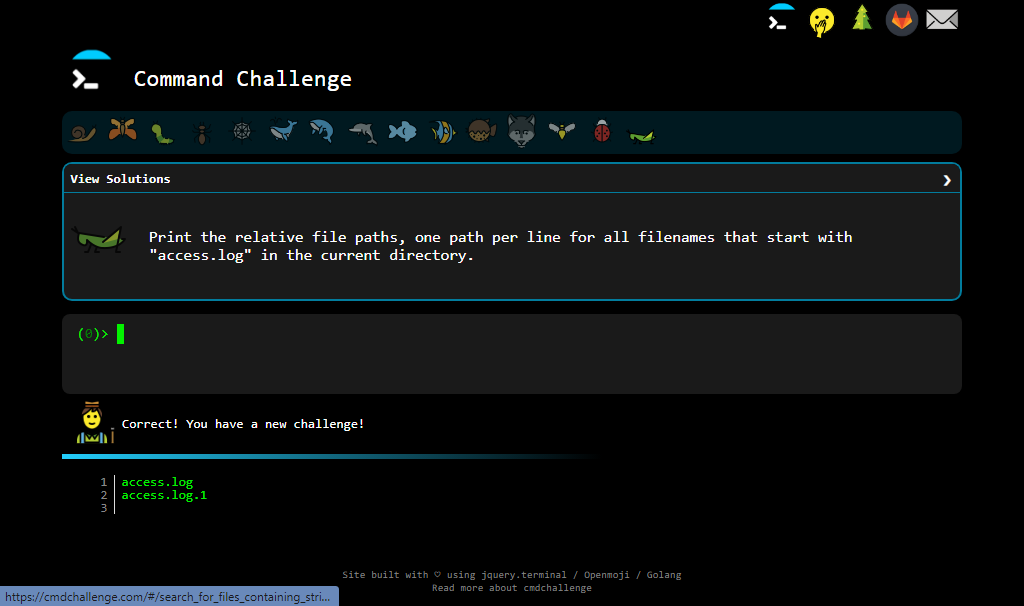 Command Challenge
View Solutions
Print the relative file paths, one path per line for all filenames that start with
"access.log" in the current directory.
(0)>
Correct! You have a new challenge!
1 access.log
2 access.log.1
3
Site built with ♡ using jquery.terminal / Openmoji / Golang
Read more about cmdchallenge
https://cmdchallenge.com/#/search_for_files_containing_stri...